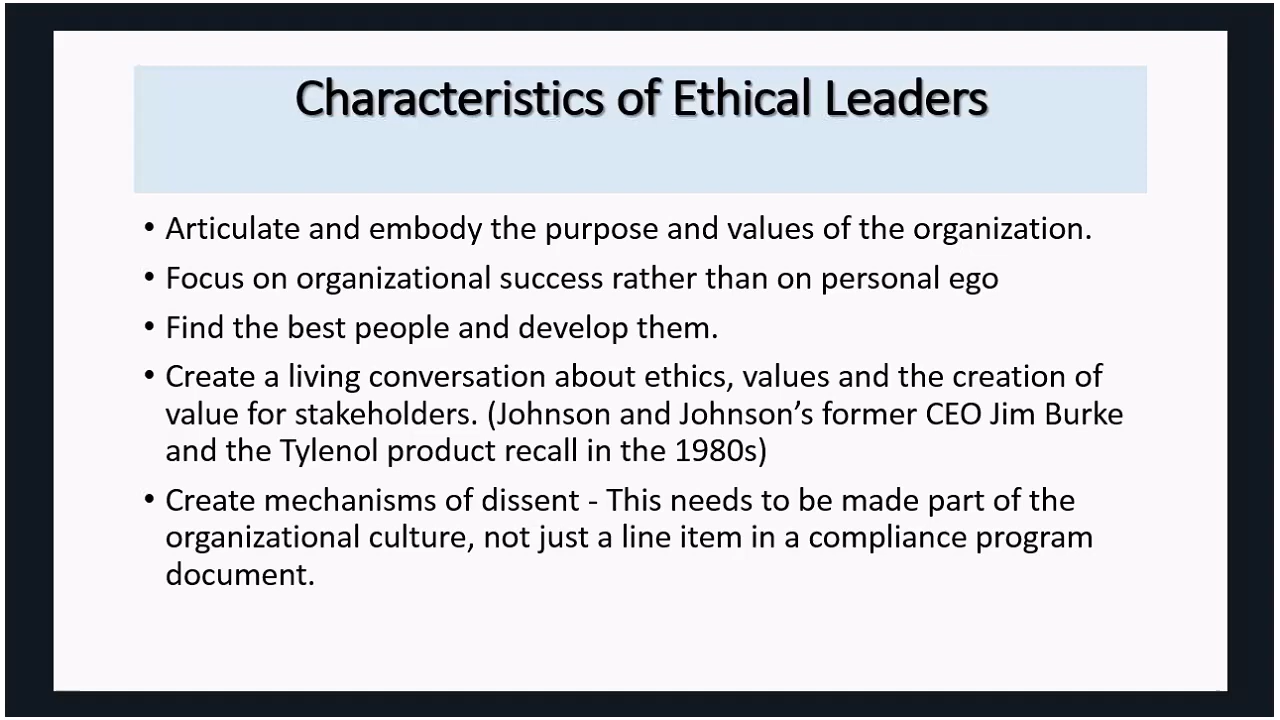 Characteristics of Ethical Leaders
• Articulate and embody the purpose and values of the organization.
• Focus on organizational success rather than on personal ego
• Find the best people and develop them.
• Create a living conversation about ethics, values and the creation of
value for stakeholders. (Johnson and Johnson’s former CEO Jim Burke
and the Tylenol product recall in the 1980s)
• Create mechanisms of dissent - This needs to be made part of the
organizational culture, not just a line item in a compliance program
document.